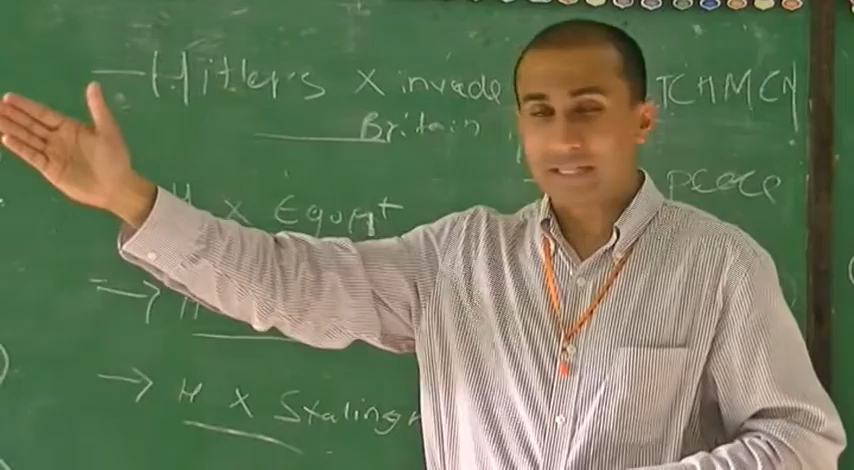 Hitler's X invade
Britain
TCHMCN
peace
H X Egypt
H X Stalingr